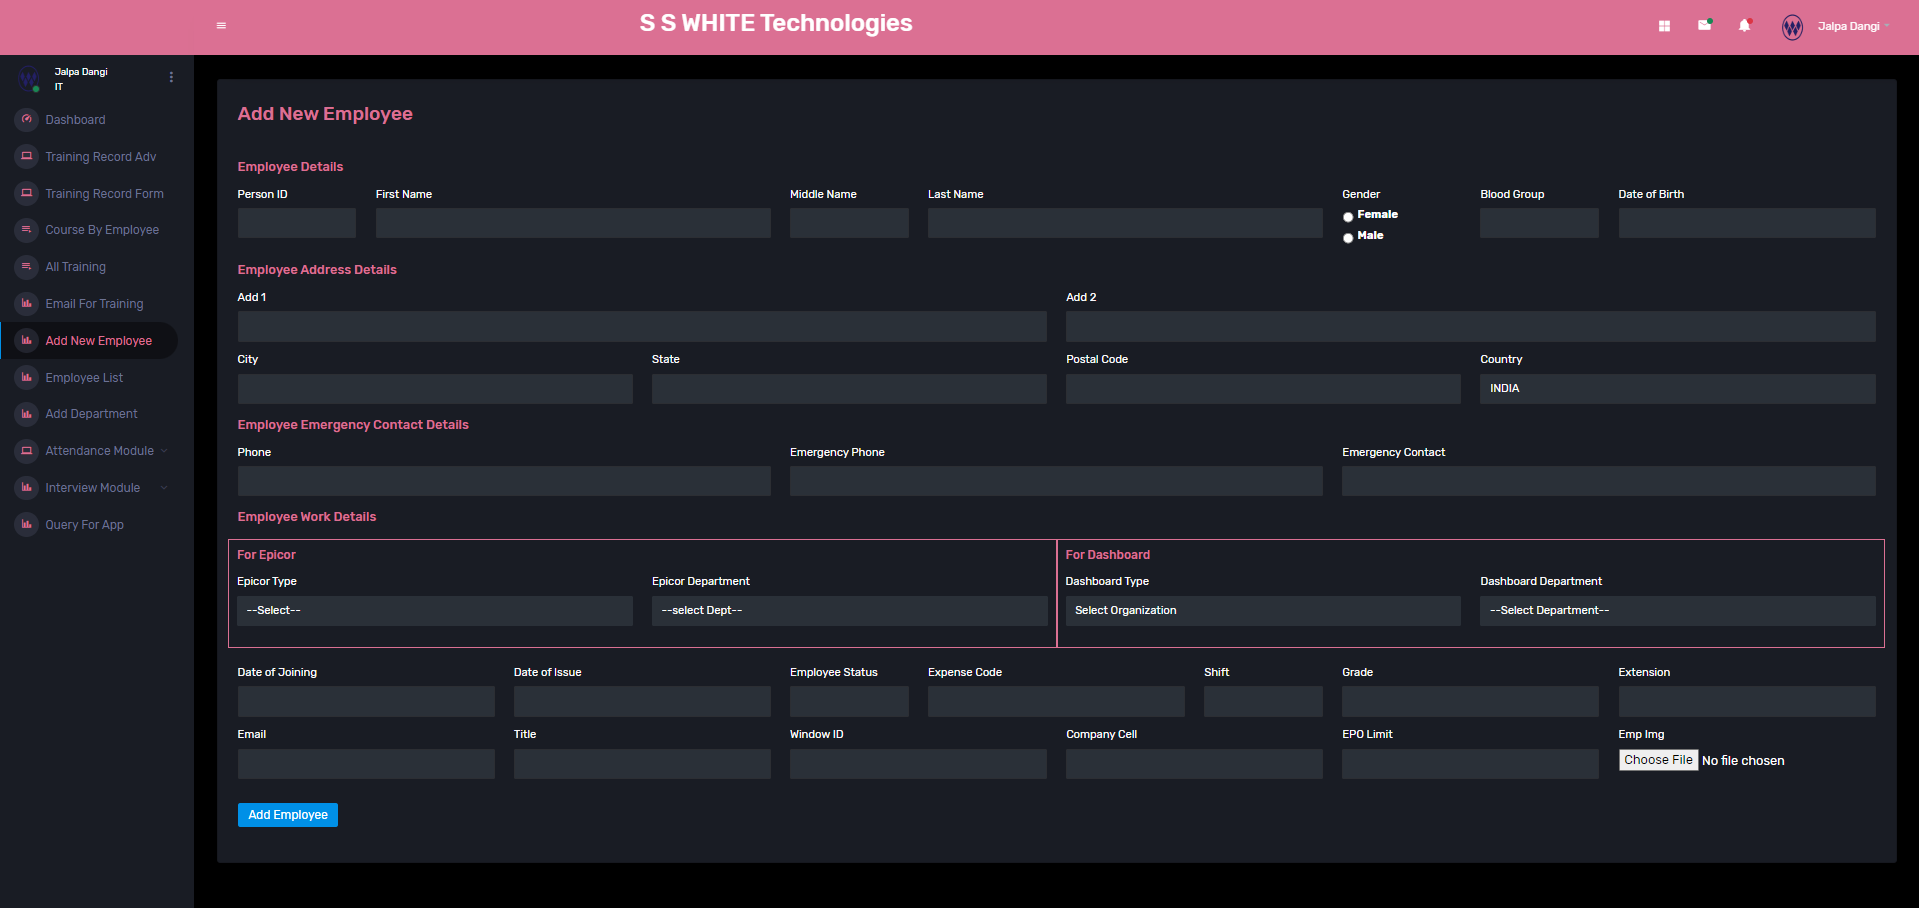 S S WHITE Technologies
Jalpa Dangi
Jalpa Dangi
IT
Dashboard
Training Record Adv
Training Record Form
Course By Employee
All Training
Email For Training
Add New Employee
Employee List
Add Department
Attendance Module
Interview Module
Query For App
Add New Employee
Employee Details
Person ID First Name Middle Name Last Name Gender Blood Group Date of Birth
Female
Male
Employee Address Details
Add 1 Add 2
City State Postal Code Country
INDIA
Employee Emergency Contact Details
Phone Emergency Phone Emergency Contact
Employee Work Details
For Epicor For Dashboard
Epicor Type Epicor Department Dashboard Type Dashboard Department
--Select-- --select Dept-- Select Organization --Select Department--
Date of Joining Date of Issue Employee Status Expense Code Shift Grade Extension
Email Title Window ID Company Cell EPO Limit Emp Img
Choose File No file chosen
Add Employee